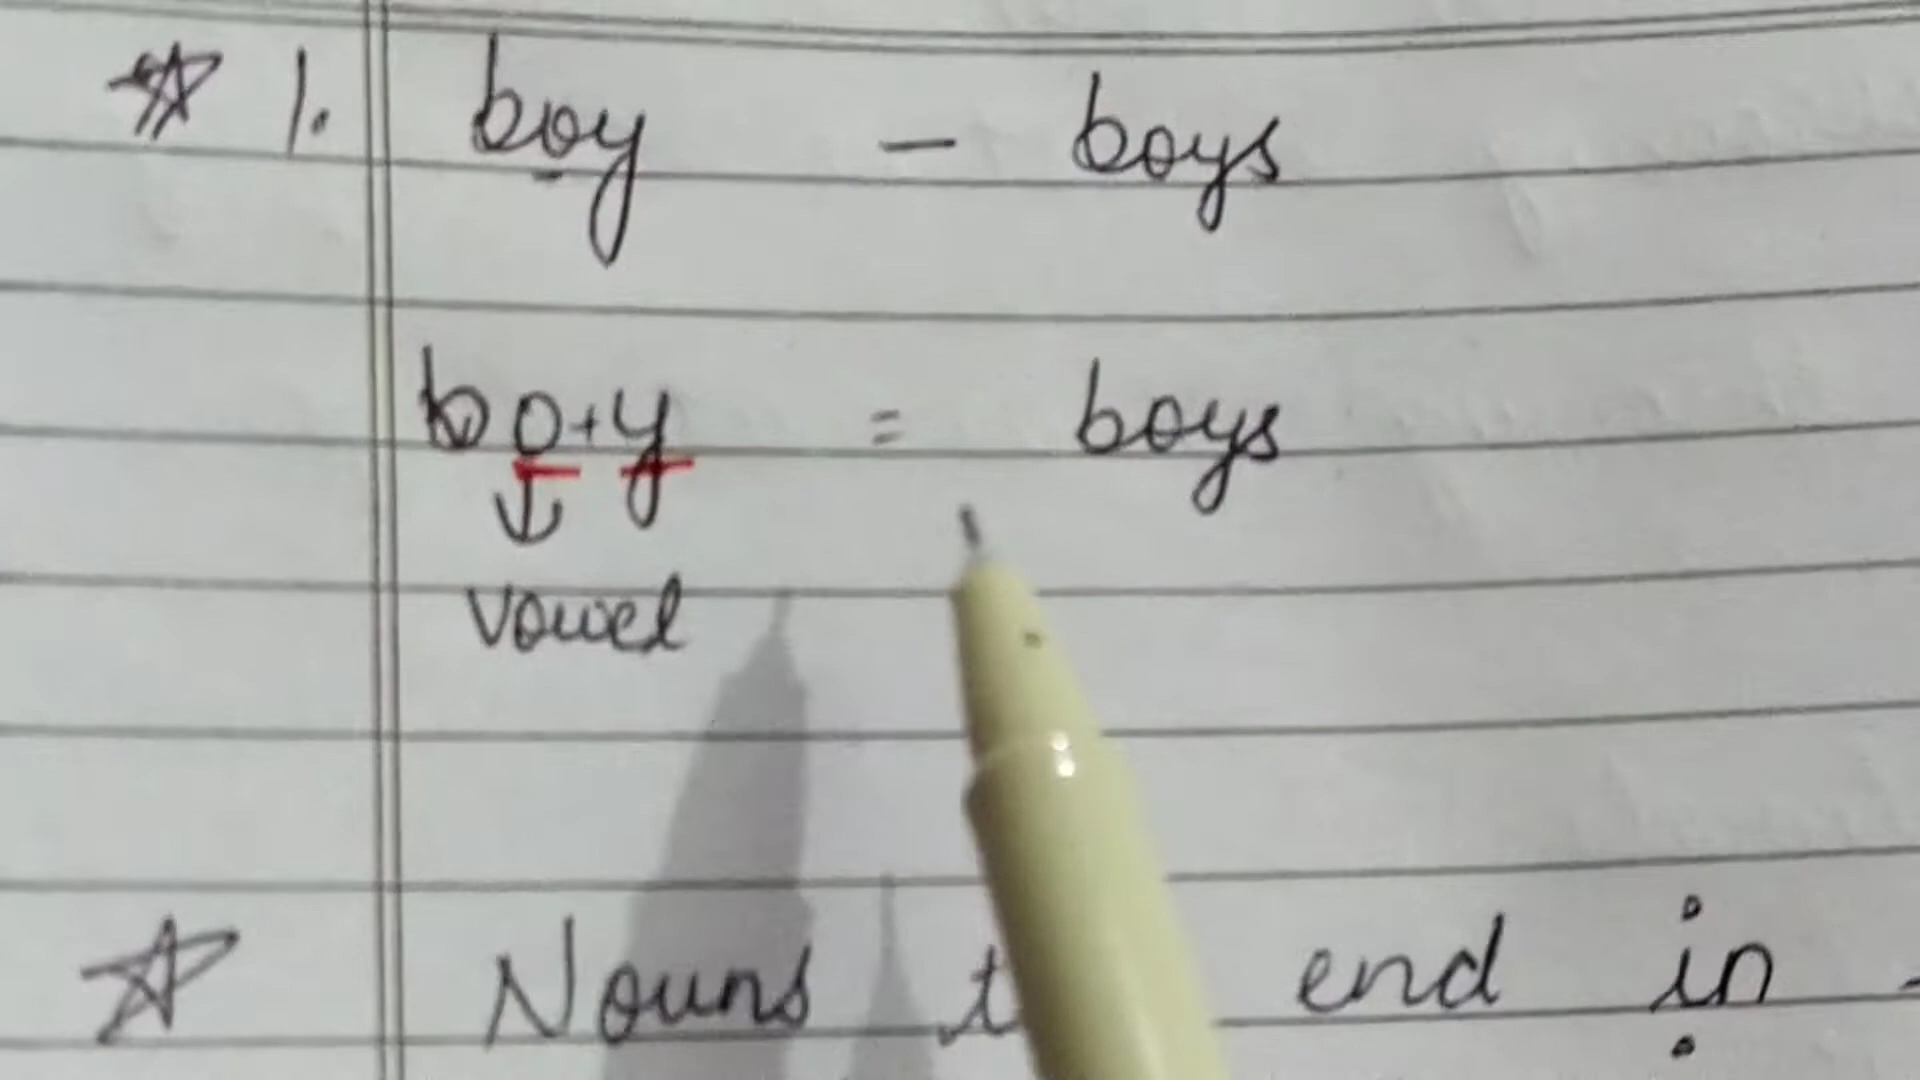 ☆ 1. boy - boys
bo+y = boys
vowel
☆ Nouns end in